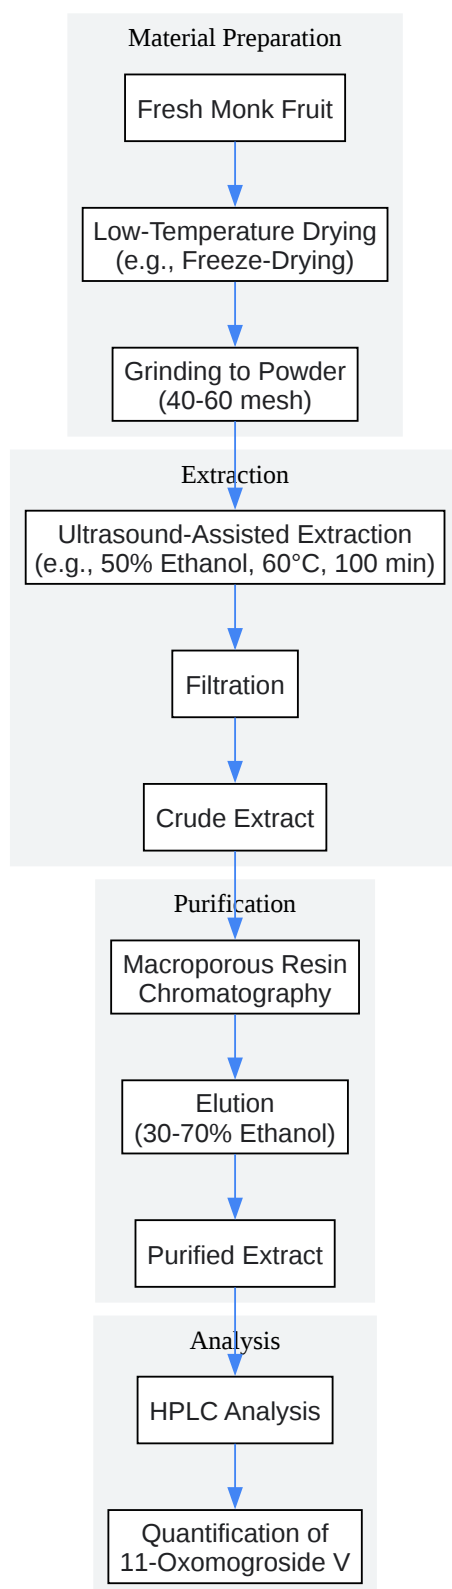 Material Preparation
Fresh Monk Fruit
Low-Temperature Drying
(e.g., Freeze-Drying)
Grinding to Powder
(40-60 mesh)
Extraction
Ultrasound-Assisted Extraction
(e.g., 50% Ethanol, 60°C, 100 min)
Filtration
Crude Extract
Purification
Macroporous Resin
Chromatography
Elution
(30-70% Ethanol)
Purified Extract
Analysis
HPLC Analysis
Quantification of
11-Oxomogroside V